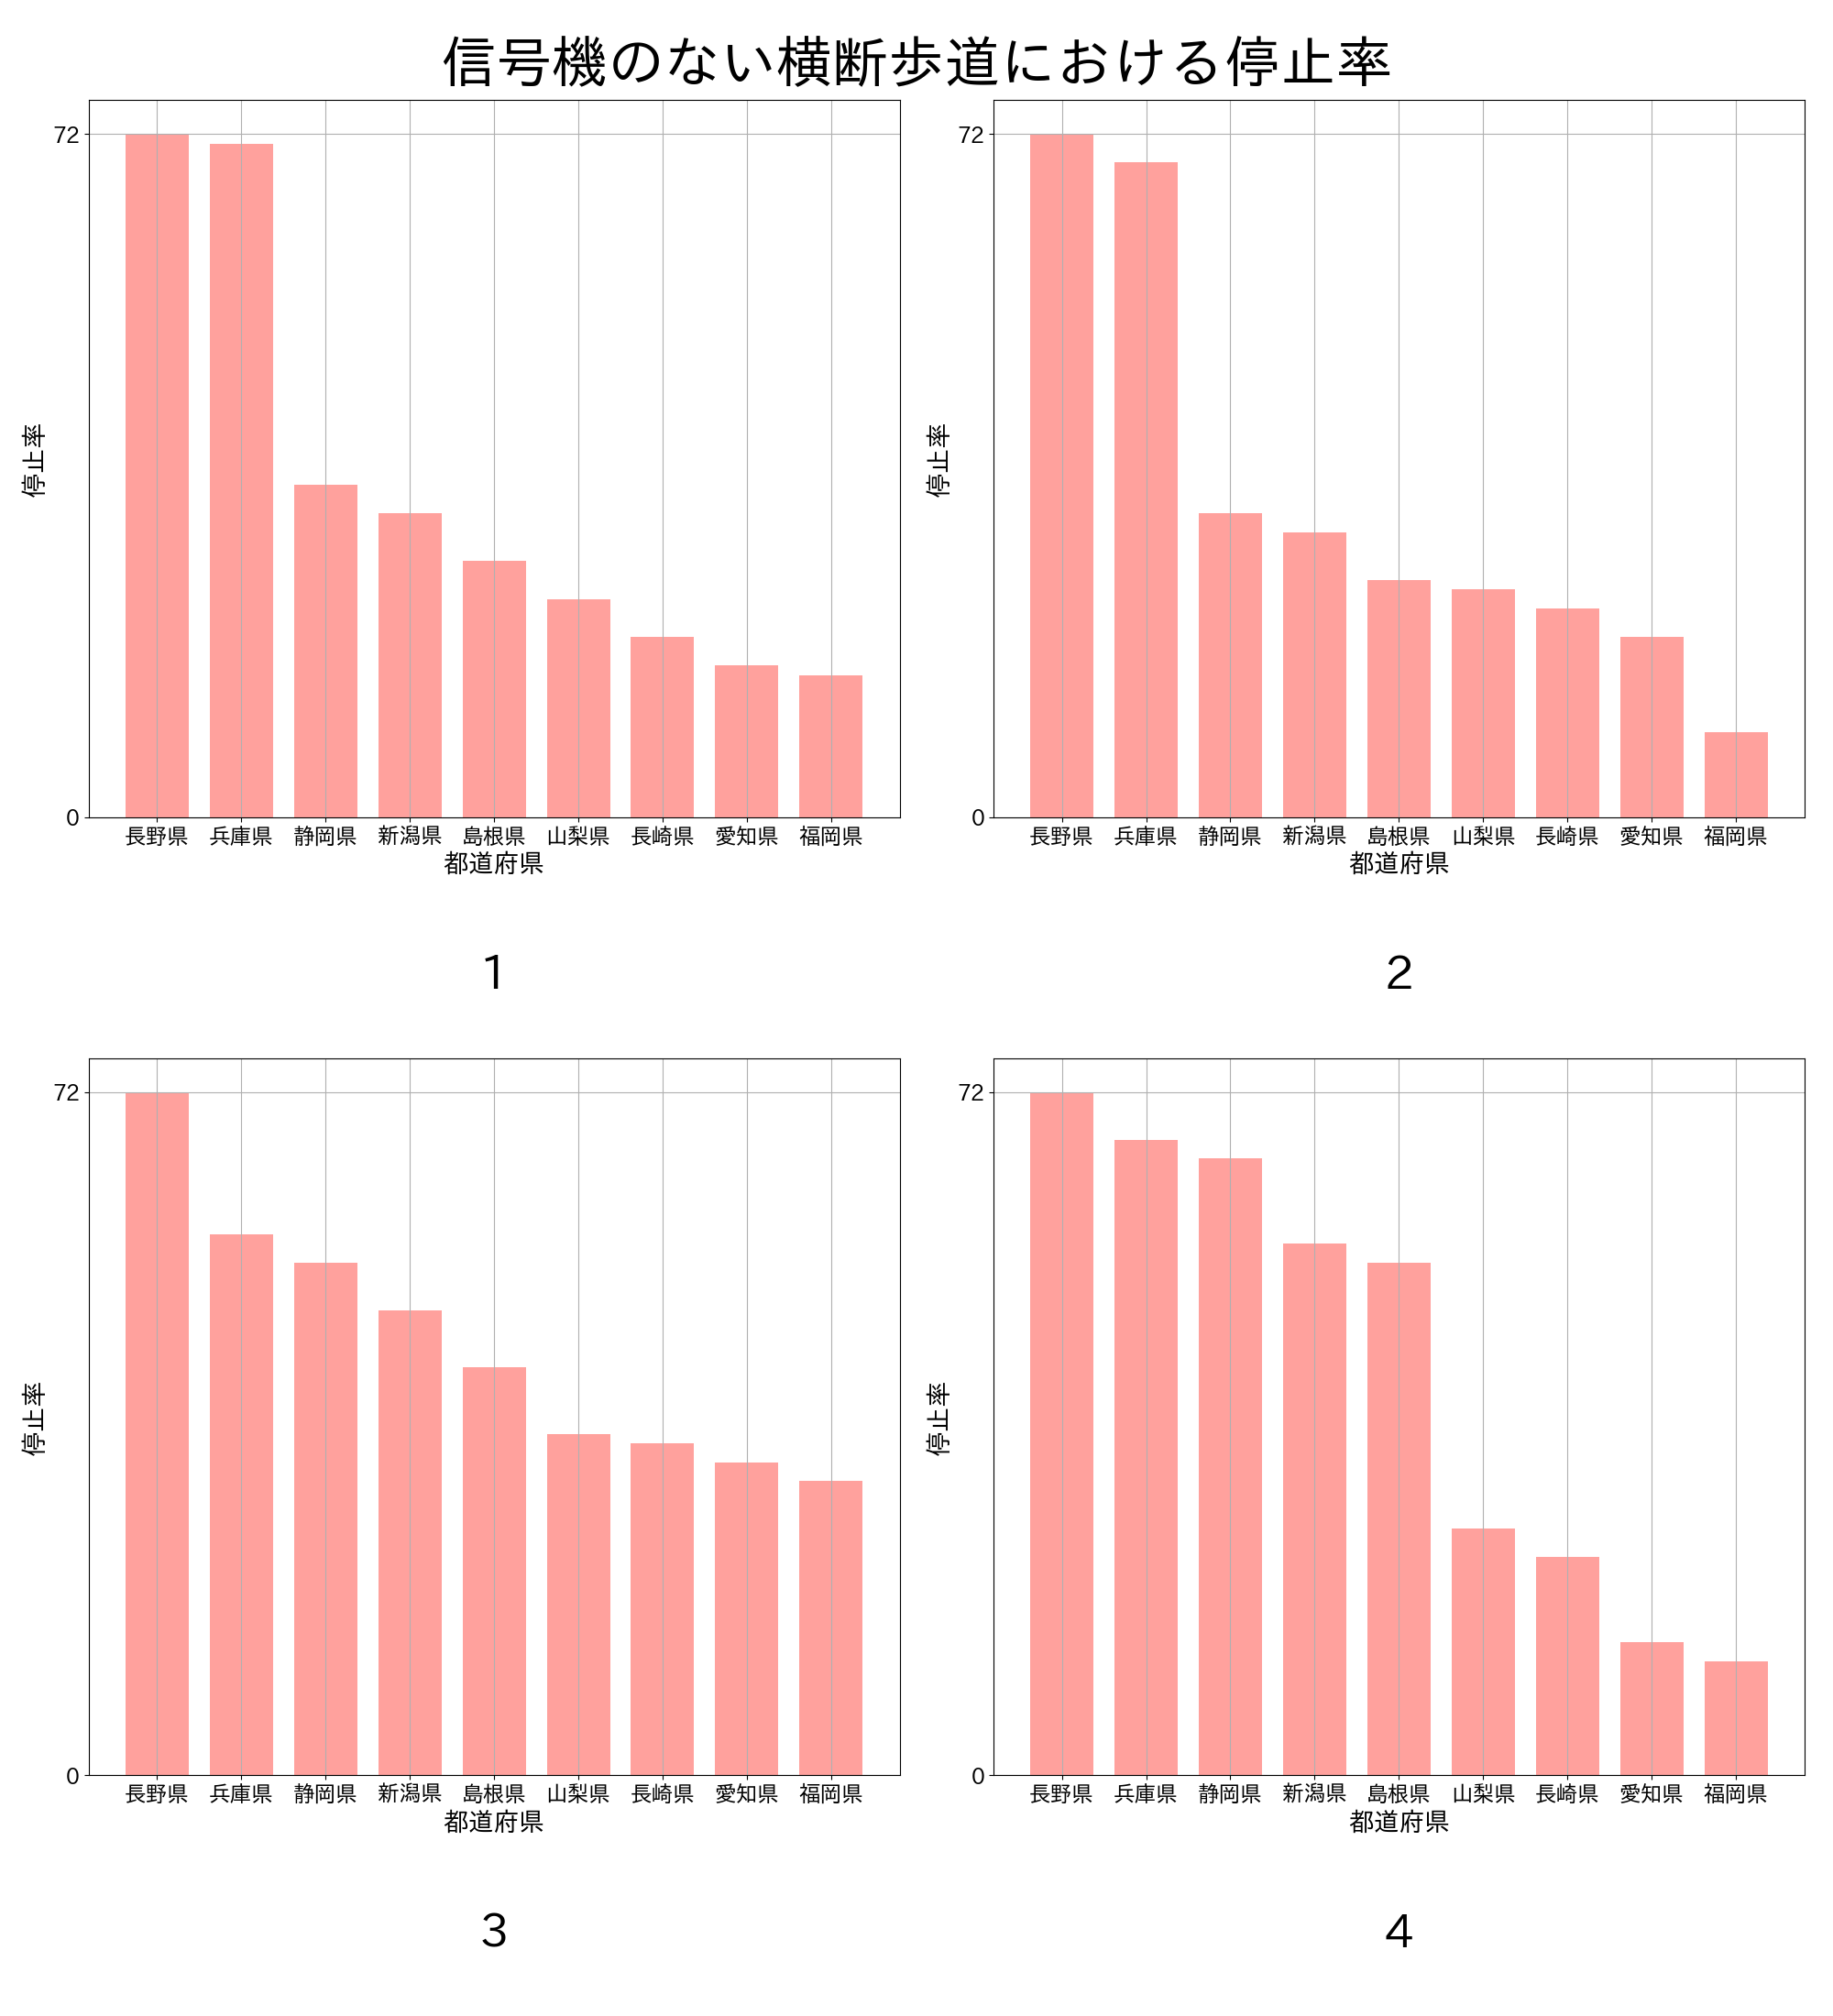 信号機のない横断歩道における停止率
72
0
停止率
長野県 兵庫県 静岡県 新潟県 島根県 山梨県 長崎県 愛知県 福岡県
都道府県
1
72
0
停止率
長野県 兵庫県 静岡県 新潟県 島根県 山梨県 長崎県 愛知県 福岡県
都道府県
2
72
0
停止率
長野県 兵庫県 静岡県 新潟県 島根県 山梨県 長崎県 愛知県 福岡県
都道府県
3
72
0
停止率
長野県 兵庫県 静岡県 新潟県 島根県 山梨県 長崎県 愛知県 福岡県
都道府県
4